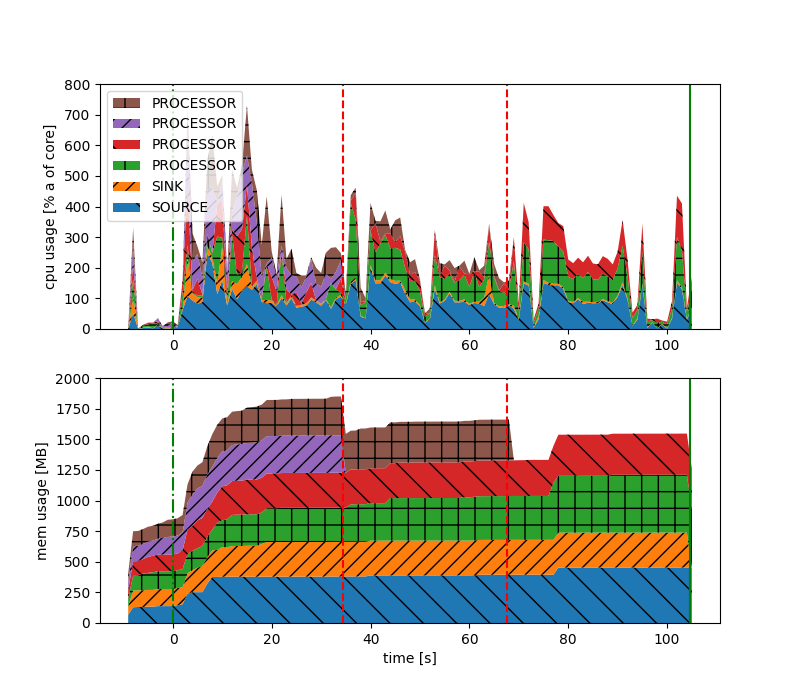 800
700
600
500
400
300
200
100
0
cpu usage [% a of core]
PROCESSOR
PROCESSOR
PROCESSOR
PROCESSOR
SINK
SOURCE
0 20 40 60 80 100
2000
1750
1500
1250
1000
750
500
250
0
mem usage [MB]
0 20 40 60 80 100
time [s]